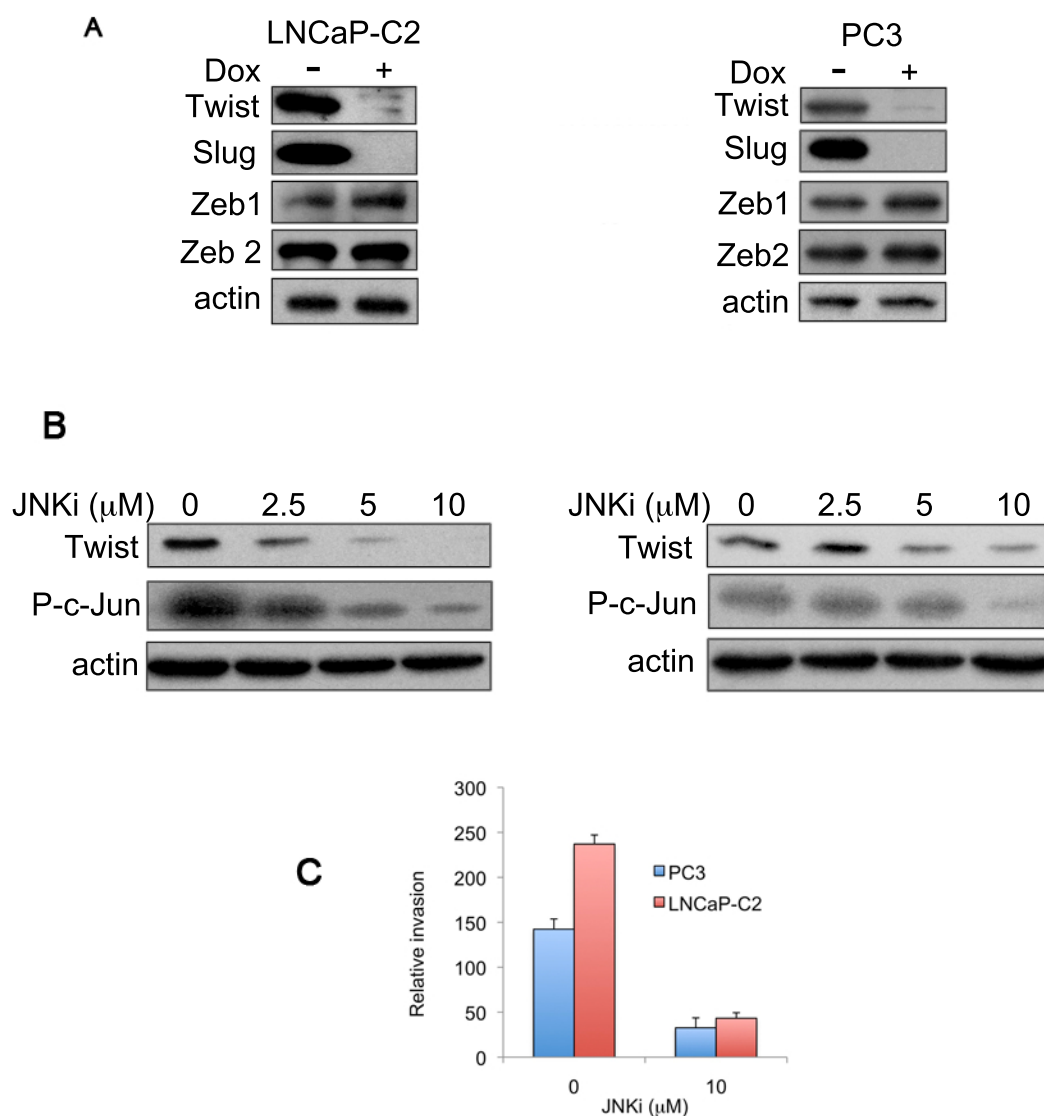 A
LNCaP-C2
Dox - +
Twist
Slug
Zeb1
Zeb 2
actin
PC3
Dox - +
Twist
Slug
Zeb1
Zeb2
actin
B
JNKi (μM) 0 2.5 5 10
Twist
P-c-Jun
actin
JNKi (μM) 0 2.5 5 10
Twist
P-c-Jun
actin
C
Relative invasion
300
250
200
150
100
50
0
PC3
LNCaP-C2
0 10
JNKi (μM)